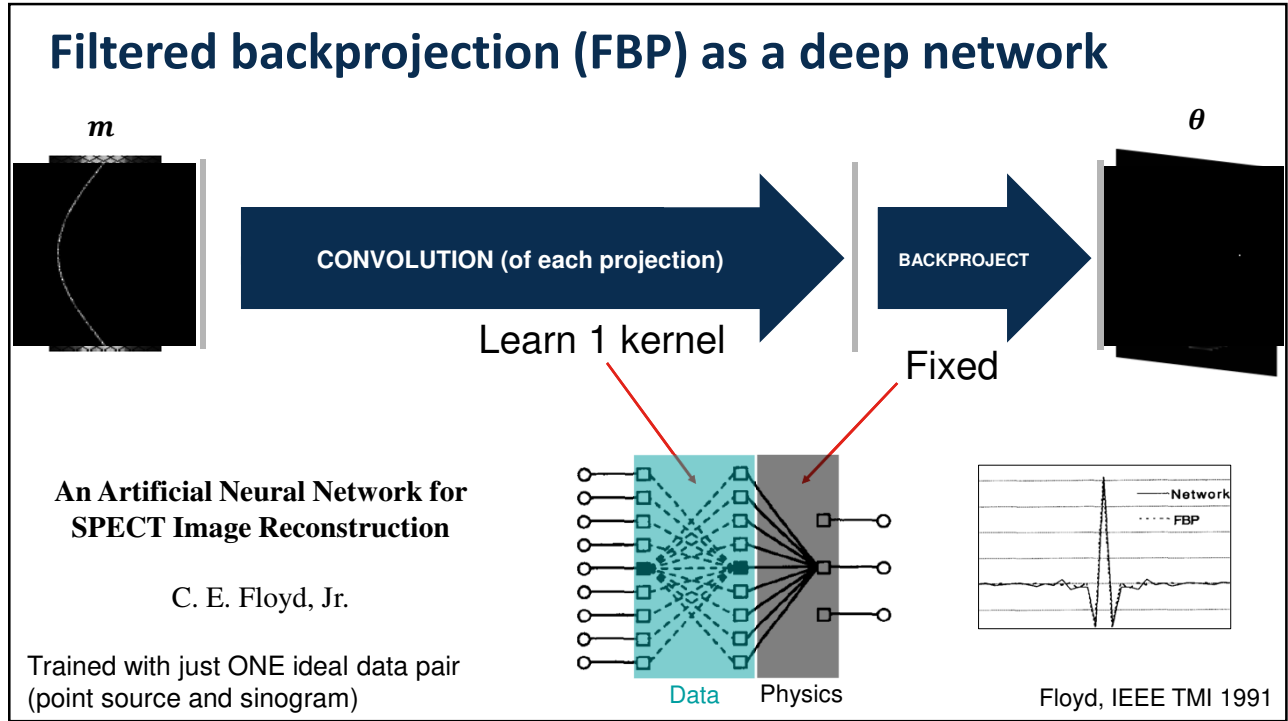 Filtered backprojection (FBP) as a deep network
m
θ
CONVOLUTION (of each projection)
BACKPROJECT
Learn 1 kernel
Fixed
An Artificial Neural Network for
SPECT Image Reconstruction
C. E. Floyd, Jr.
Trained with just ONE ideal data pair
(point source and sinogram)
Data
Physics
Network
FBP
Floyd, IEEE TMI 1991